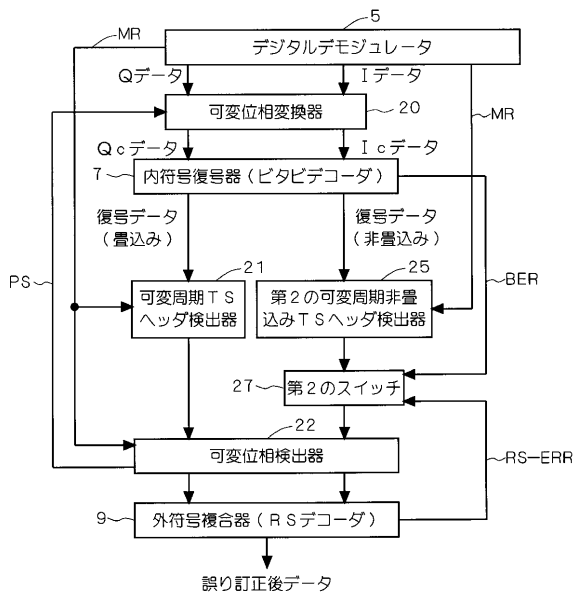 5
MR
デジタルデモジュレータ
Qデータ
Iデータ
可変位相変換器
20
MR
Qcデータ
Icデータ
7
内符号復号器(ビタビデコーダ)
復号データ
(畳込み)
復号データ
(非畳込み)
PS
21
25
BER
可変周期TS
ヘッダ検出器
第2の可変周期非畳
込みTSヘッダ検出器
27
第2のスイッチ
22
可変位相検出器
RS-ERR
9
外符号複合器(RSデコーダ)
誤り訂正後データ